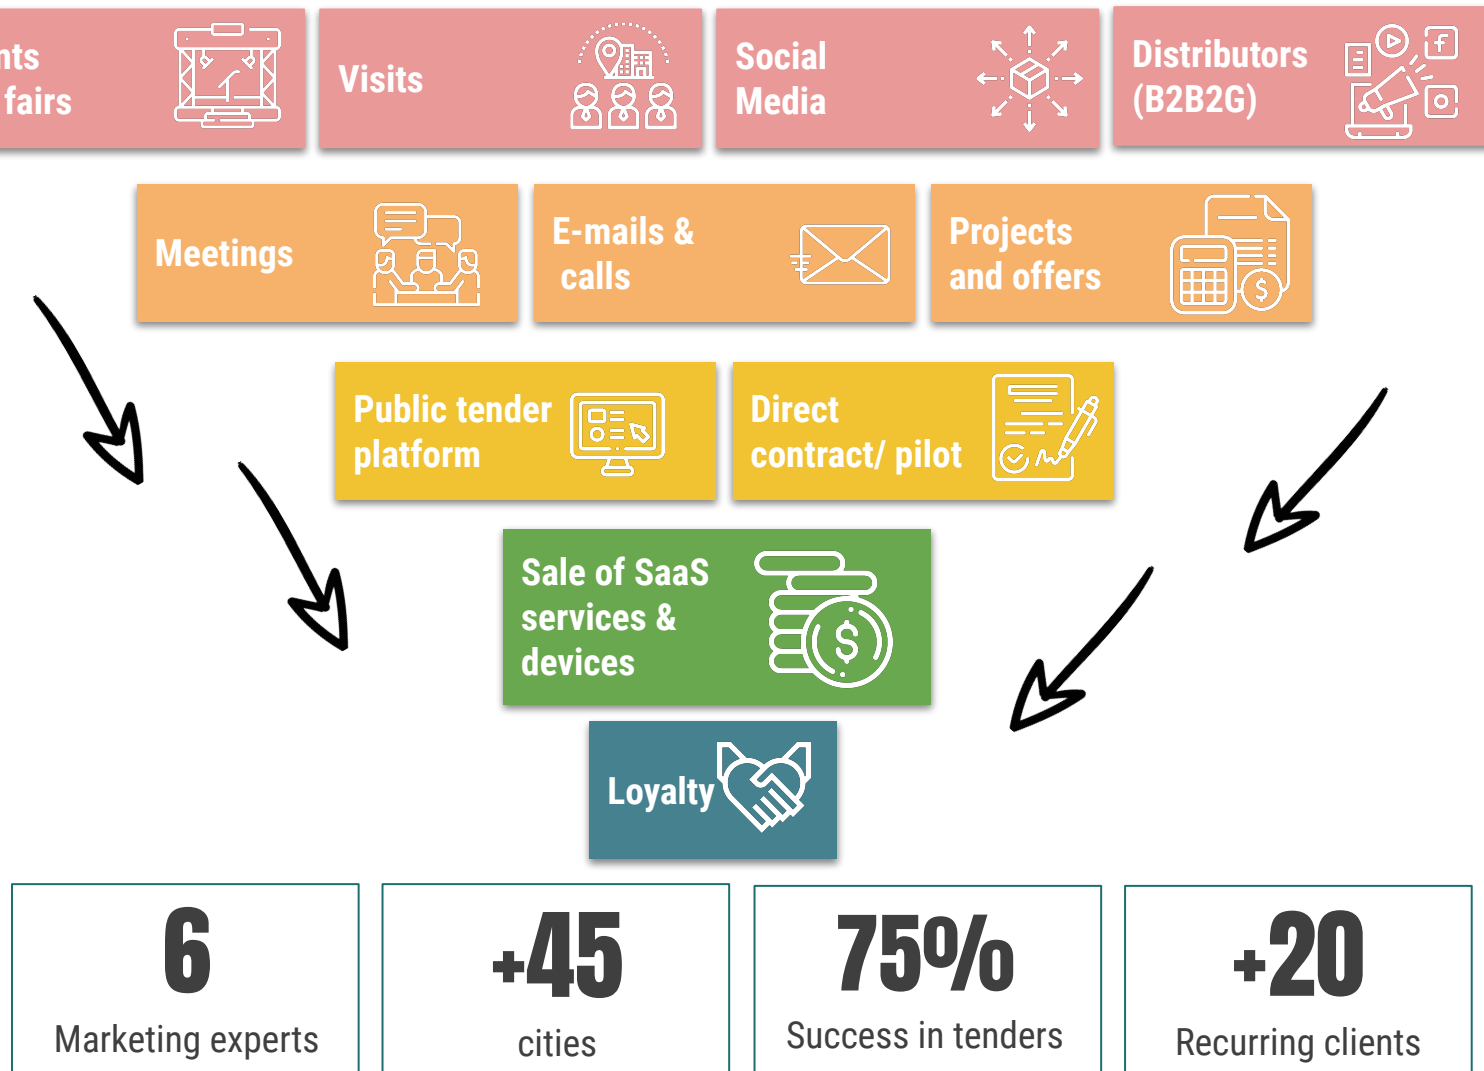 fairs
Visits
Social
Media
Distributors
(B2B2G)
Meetings
E-mails &
calls
Projects
and offers
Public tender
platform
Direct
contract/ pilot
Sale of SaaS
services &
devices
Loyalty
6
Marketing experts
+45
cities
75%
Success in tenders
+20
Recurring clients